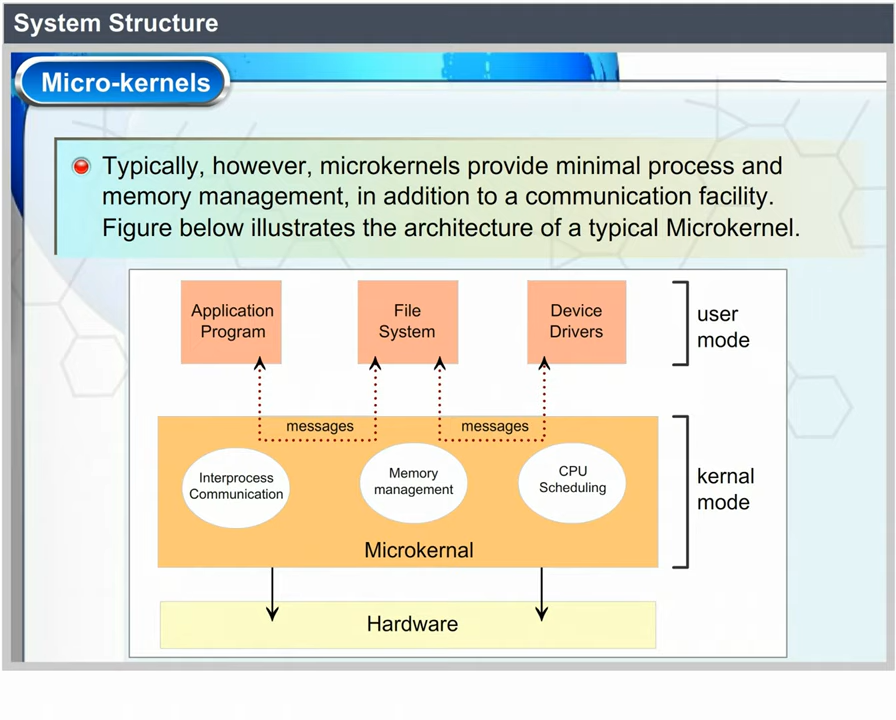 System Structure
Micro-kernels
Typically, however, microkernels provide minimal process and
memory management, in addition to a communication facility.
Figure below illustrates the architecture of a typical Microkernel.
Application
Program
File
System
Device
Drivers
user
mode
messages
messages
Interprocess
Communication
Memory
management
CPU
Scheduling
kernal
mode
Microkernal
Hardware